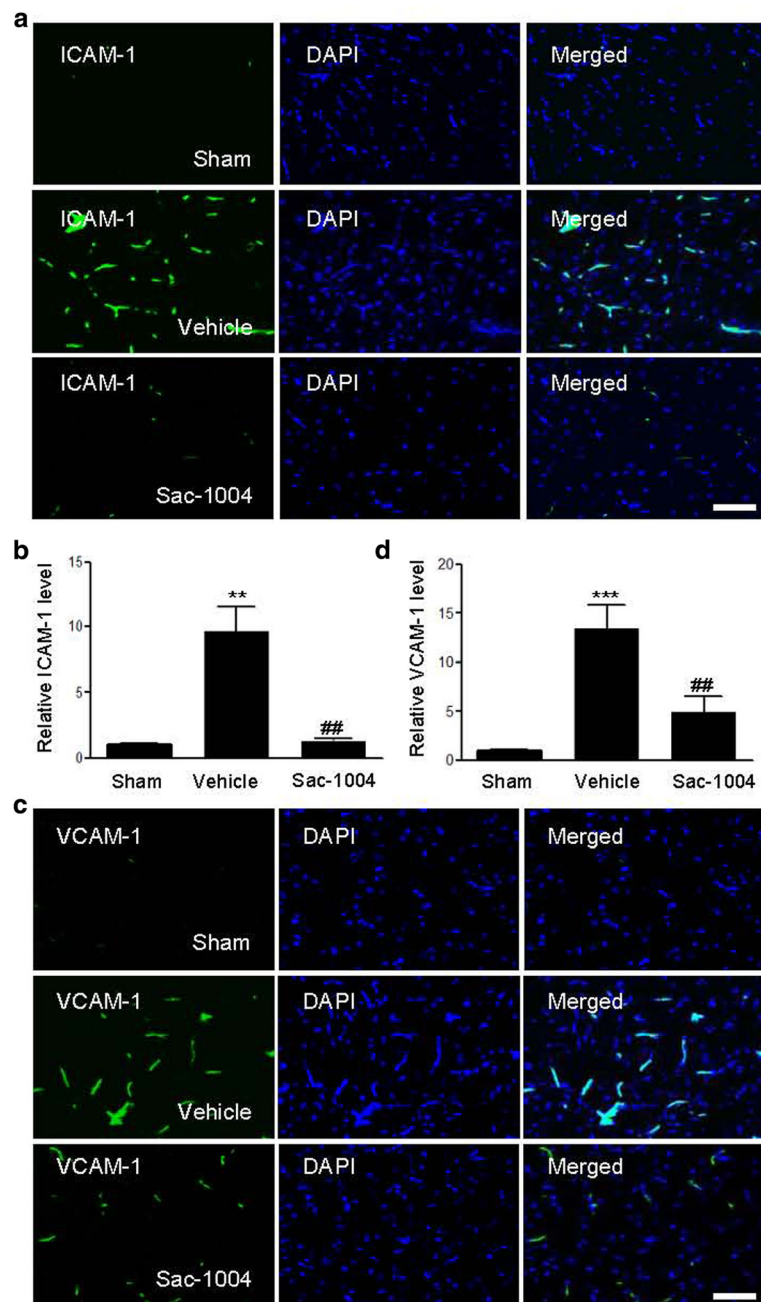 a
ICAM-1 DAPI Merged
Sham
ICAM-1 DAPI Merged
Vehicle
ICAM-1 DAPI Merged
Sac-1004
b
Relative ICAM-1 level
15
10
5
0
**
##
Sham Vehicle Sac-1004
d
Relative VCAM-1 level
20
15
10
5
0
***
##
Sham Vehicle Sac-1004
c
VCAM-1 DAPI Merged
Sham
VCAM-1 DAPI Merged
Vehicle
VCAM-1 DAPI Merged
Sac-1004